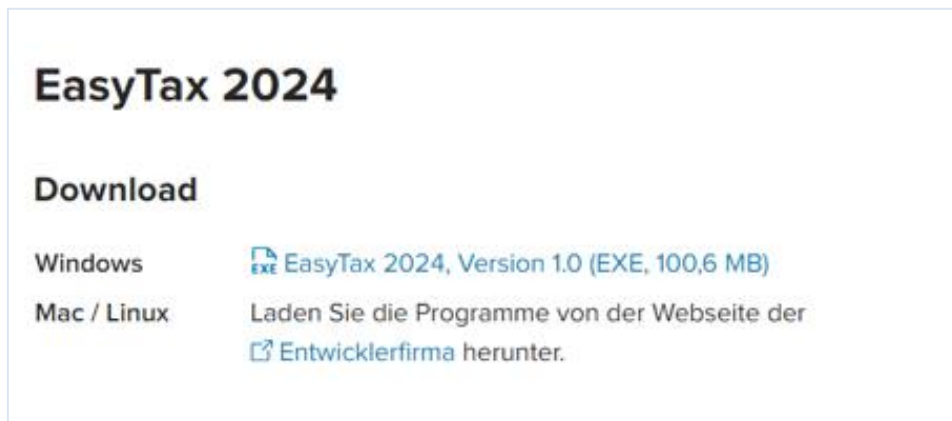 EasyTax 2024
Download
Windows EXE EasyTax 2024, Version 1.0 (EXE, 100,6 MB)
Mac / Linux Laden Sie die Programme von der Webseite der
Entwicklerfirma herunter.